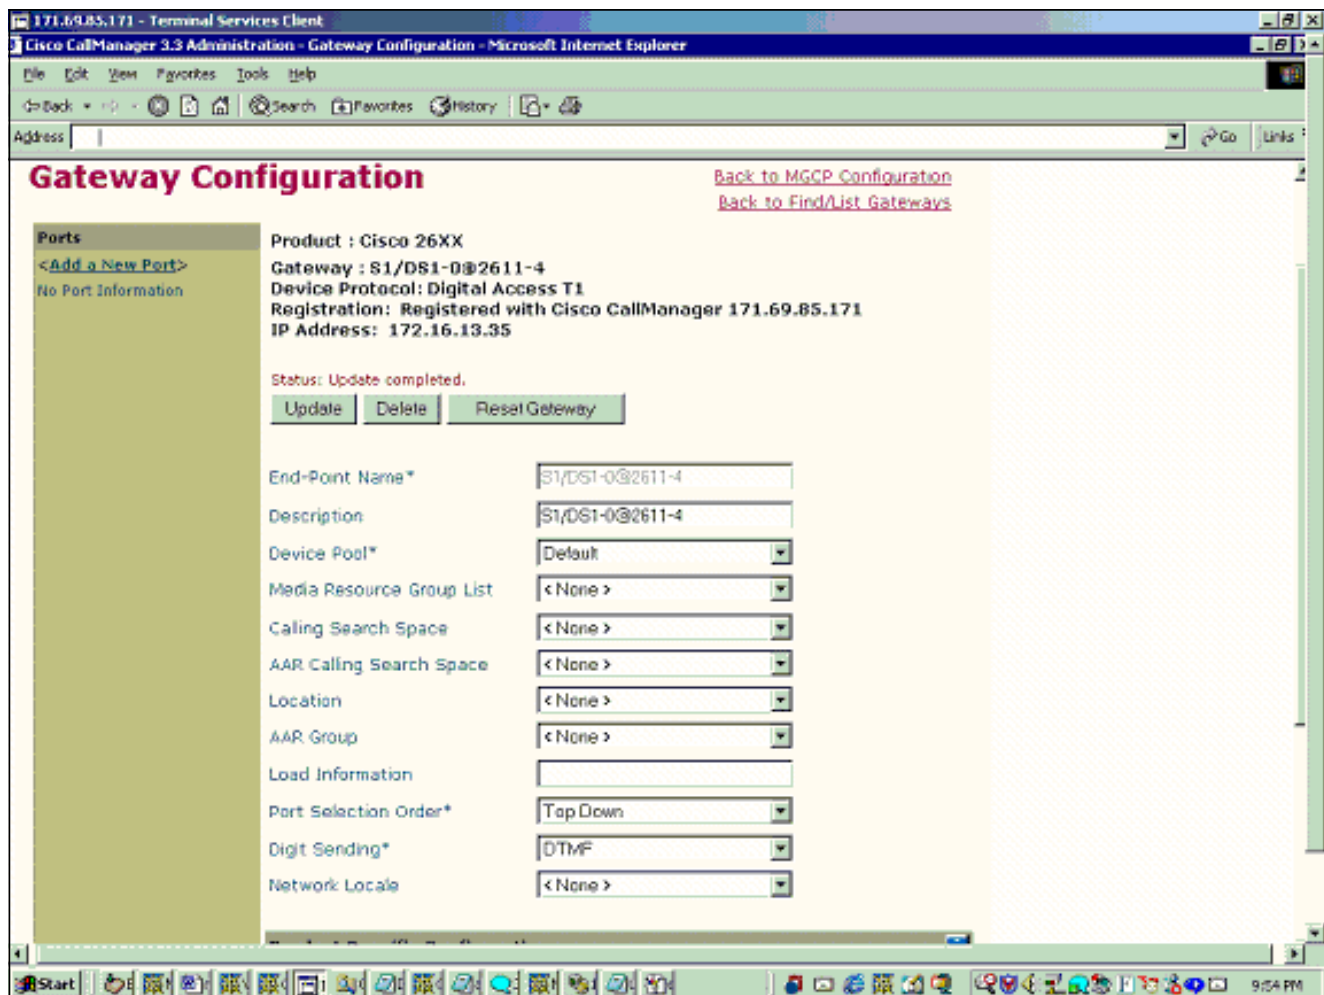 171.69.85.171 - Terminal Services Client
Cisco CallManager 3.3 Administration - Gateway Configuration - Microsoft Internet Explorer
File Edit View Favorites Tools Help
Back Search Favorites History
Address Go Links
Gateway Configuration
Back to MGCP Configuration
Back to Find/List Gateways
Ports
<Add a New Port>
No Port Information
Product : Cisco 26XX
Gateway : S1/DS1-0@2611-4
Device Protocol: Digital Access T1
Registration: Registered with Cisco CallManager 171.69.85.171
IP Address: 172.16.13.35
Status: Update completed.
Update Delete Reset Gateway
End-Point Name* S1/DS1-0@2611-4
Description S1/DS1-0@2611-4
Device Pool* Default
Media Resource Group List < None >
Calling Search Space < None >
AAR Calling Search Space < None >
Location < None >
AAR Group < None >
Load Information
Port Selection Order* Top Down
Digit Sending* DTMF
Network Locale < None >
Start 9:54 PM